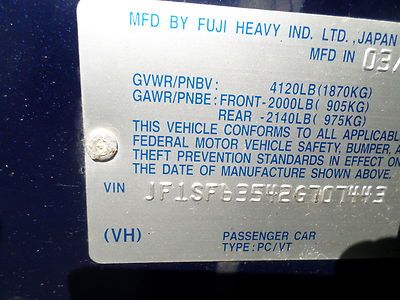 MFD BY FUJI HEAVY IND. LTD., JAPAN
MFD IN 03/
GVWR/PNBV: 4120LB(1870KG)
GAWR/PNBE: FRONT-2000LB( 905KG)
REAR -2140LB( 975KG)
THIS VEHICLE CONFORMS TO ALL APPLICABLE
FEDERAL MOTOR VEHICLE SAFETY, BUMPER, A
THEFT PREVENTION STANDARDS IN EFFECT ON
THE DATE OF MANUFACTURE SHOWN ABOVE.
VIN JF1SF63542G707443
(VH) PASSENGER CAR
TYPE: PC/VT